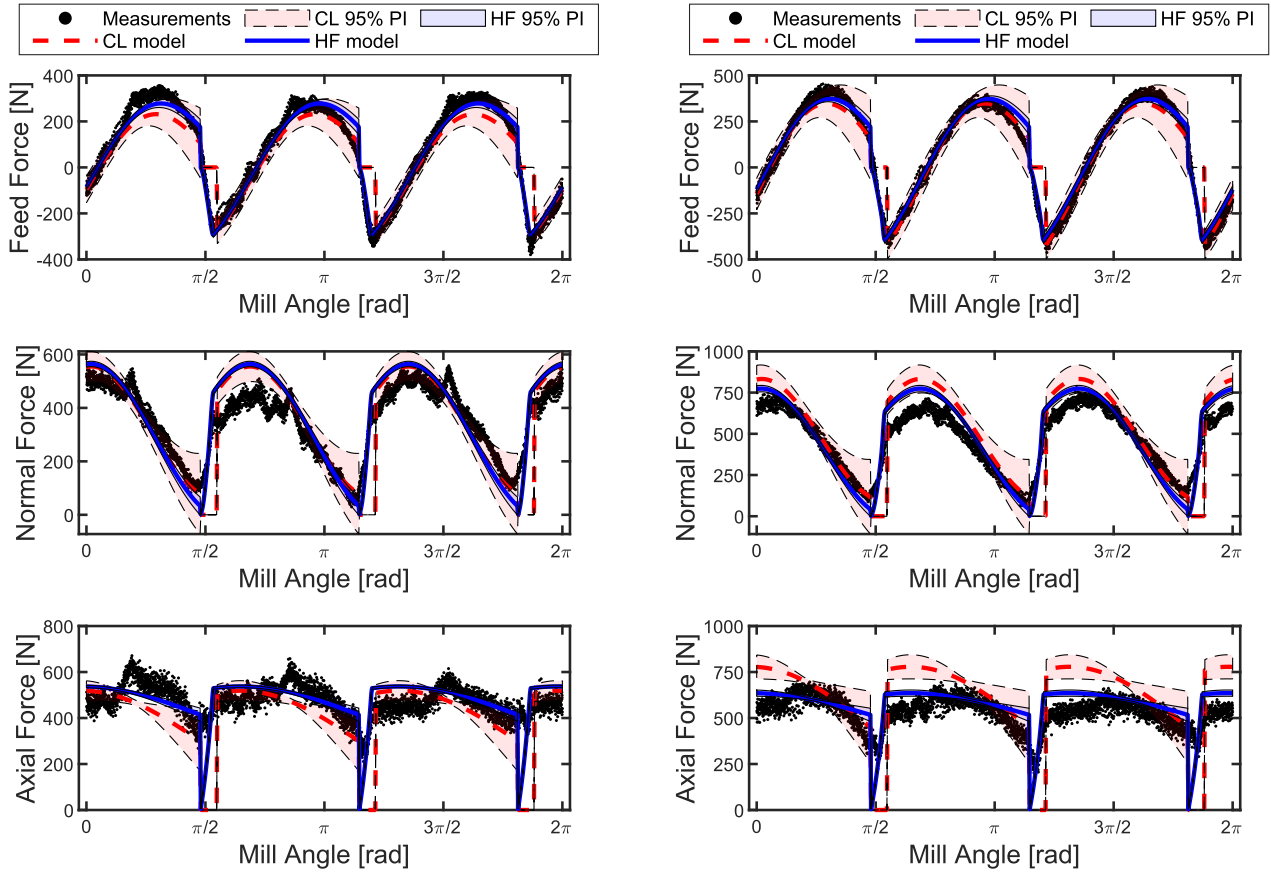 Measurements CL 95% PI HF 95% PI
CL model HF model
Measurements CL 95% PI HF 95% PI
CL model HF model
Feed Force [N]
400
200
0
-200
-400
0 π/2 π 3π/2 2π
Mill Angle [rad]
Feed Force [N]
500
250
0
-250
-500
0 π/2 π 3π/2 2π
Mill Angle [rad]
Normal Force [N]
600
400
200
0
0 π/2 π 3π/2 2π
Mill Angle [rad]
Normal Force [N]
1000
750
500
250
0
0 π/2 π 3π/2 2π
Mill Angle [rad]
Axial Force [N]
800
600
400
200
0
0 π/2 π 3π/2 2π
Mill Angle [rad]
Axial Force [N]
1000
750
500
250
0
0 π/2 π 3π/2 2π
Mill Angle [rad]